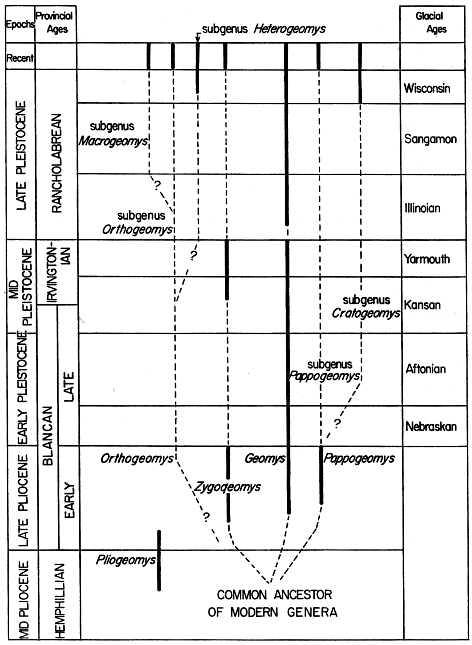 Epochs
Provincial
Ages
Glacial
Ages
subgenus Heterogeomys
Recent
Wisconsin
LATE PLEISTOCENE
RANCHOLABREAN
subgenus
Macrogeomys
Sangamon
?
subgenus
Orthogeomys
Illinoian
MID
PLEISTOCENE
IRVINGTON-
IAN
?
Yarmouth
subgenus
Cratogeomys
Kansan
EARLY PLEISTOCENE
BLANCAN
LATE
subgenus
Pappogeomys
Aftonian
?
Nebraskan
LATE PLIOCENE
EARLY
Orthogeomys
Geomys
Pappogeomys
Zygogeomys
?
Pliogeomys
MID PLIOCENE
HEMPHILLIAN
COMMON ANCESTOR
OF MODERN GENERA